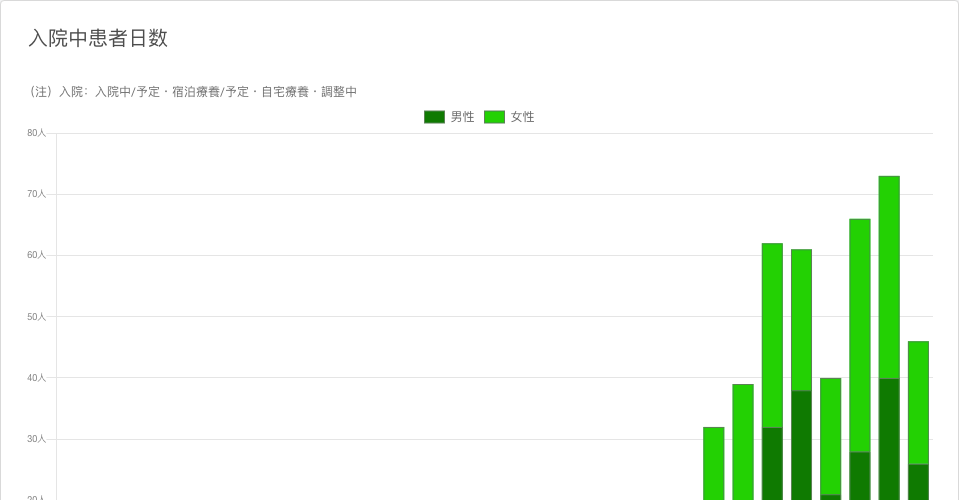 入院中患者日数
（注）入院：入院中/予定・宿泊療養/予定・自宅療養・調整中
男性 女性
80人
70人
60人
50人
40人
30人
20人